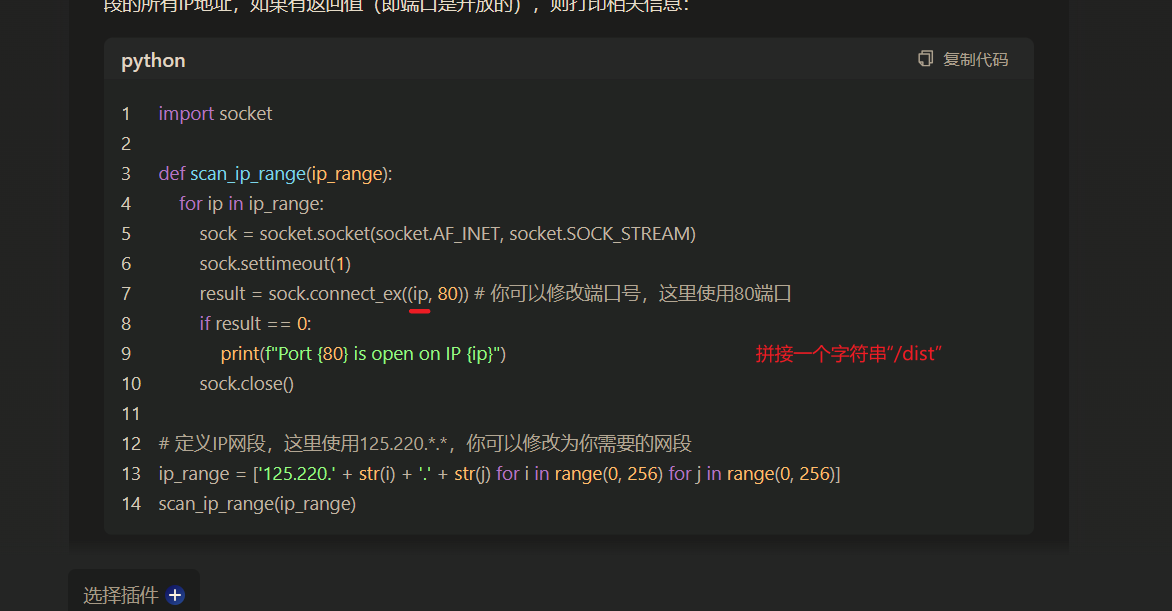 段的所有IP地址，如果有返回值（即端口是开放的），则打印相关信息：
python
复制代码
1 import socket
2
3 def scan_ip_range(ip_range):
4 for ip in ip_range:
5 sock = socket.socket(socket.AF_INET, socket.SOCK_STREAM)
6 sock.settimeout(1)
7 result = sock.connect_ex((ip, 80)) # 你可以修改端口号，这里使用80端口
8 if result == 0:
9 print(f"Port {80} is open on IP {ip}")
拼接一个字符串“/dist”
10 sock.close()
11
12 # 定义IP网段，这里使用125.220.*.*，你可以修改为你需要的网段
13 ip_range = ['125.220.' + str(i) + '.' + str(j) for i in range(0, 256) for j in range(0, 256)]
14 scan_ip_range(ip_range)
选择插件